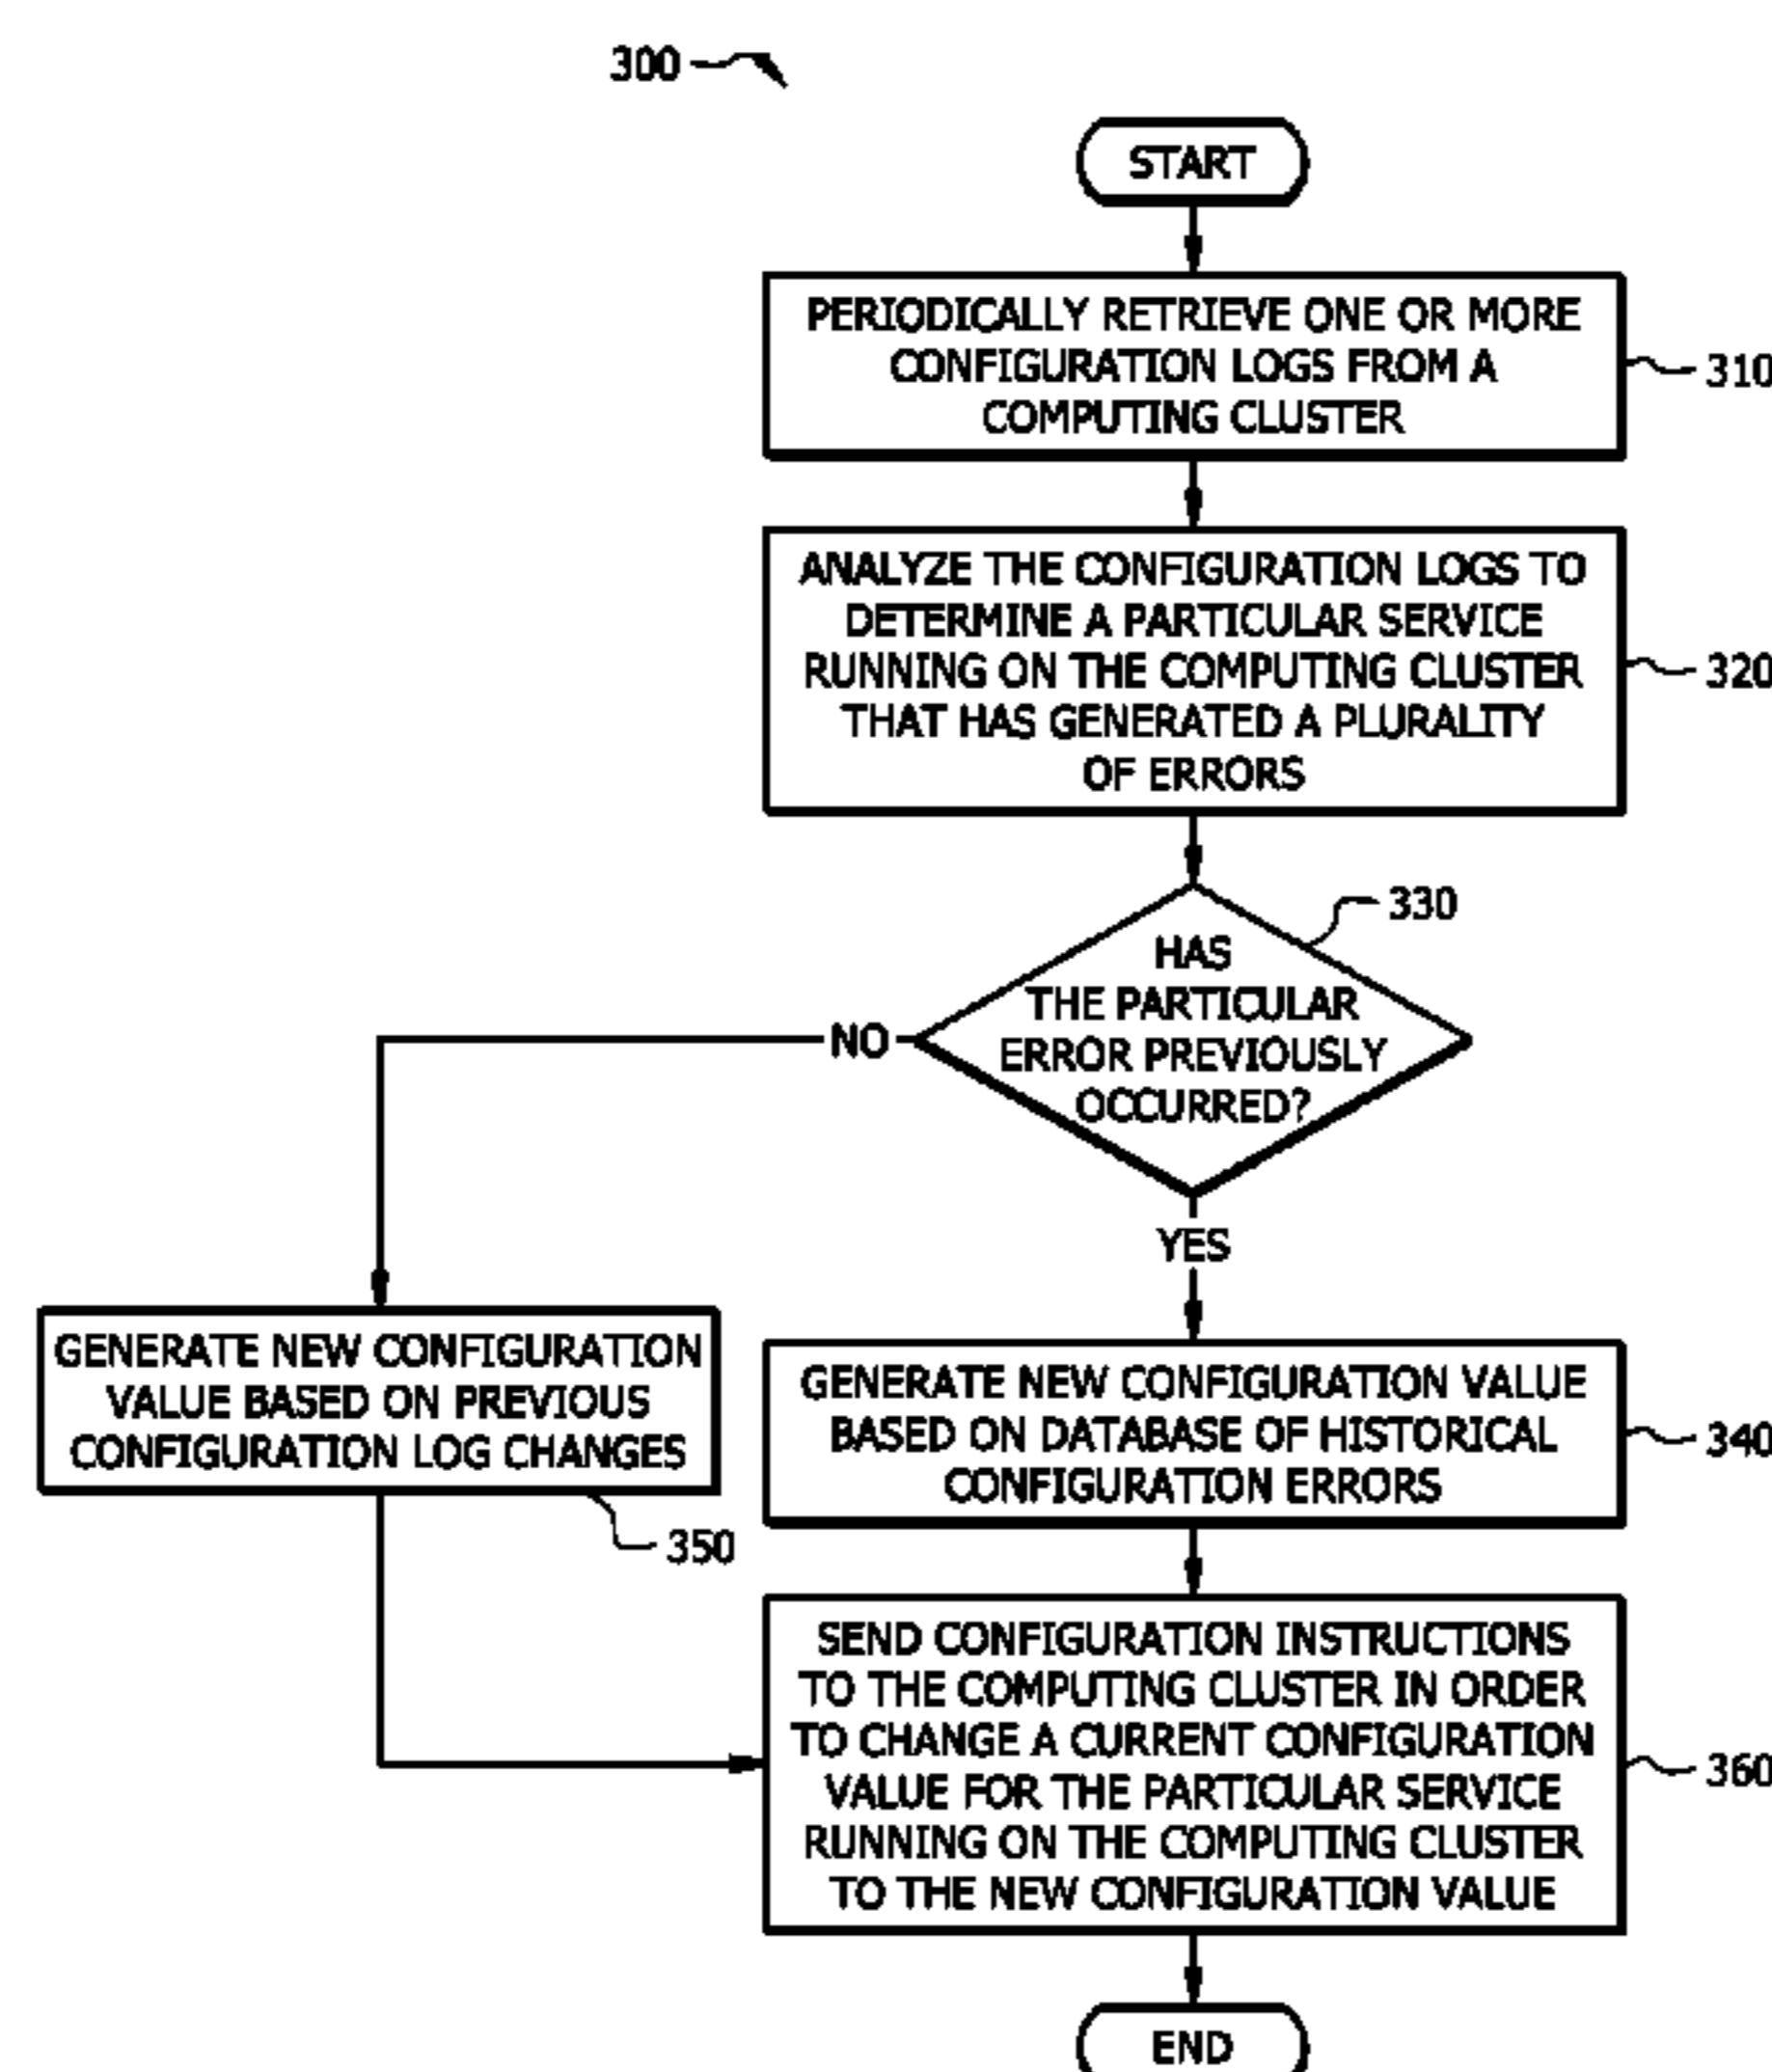 300
START
PERIODICALLY RETRIEVE ONE OR MORE
CONFIGURATION LOGS FROM A
COMPUTING CLUSTER
310
ANALYZE THE CONFIGURATION LOGS TO
DETERMINE A PARTICULAR SERVICE
RUNNING ON THE COMPUTING CLUSTER
THAT HAS GENERATED A PLURALITY
OF ERRORS
320
330
HAS
THE PARTICULAR
ERROR PREVIOUSLY
OCCURRED?
NO
YES
GENERATE NEW CONFIGURATION
VALUE BASED ON PREVIOUS
CONFIGURATION LOG CHANGES
350
GENERATE NEW CONFIGURATION VALUE
BASED ON DATABASE OF HISTORICAL
CONFIGURATION ERRORS
340
SEND CONFIGURATION INSTRUCTIONS
TO THE COMPUTING CLUSTER IN ORDER
TO CHANGE A CURRENT CONFIGURATION
VALUE FOR THE PARTICULAR SERVICE
RUNNING ON THE COMPUTING CLUSTER
TO THE NEW CONFIGURATION VALUE
360
END